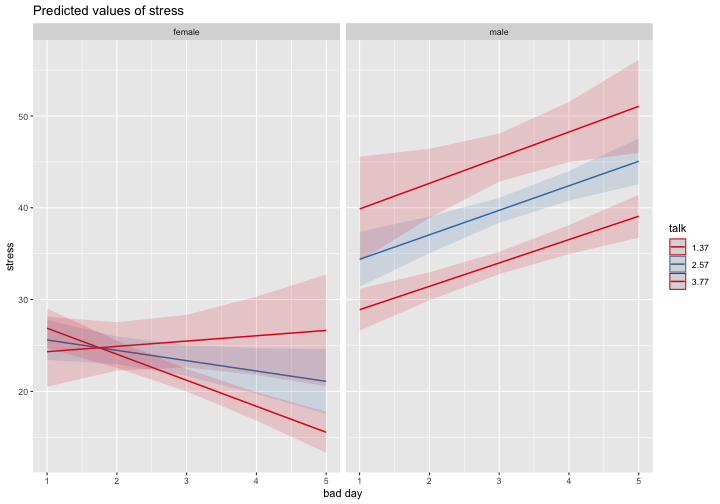 Predicted values of stress
female
male
stress
50
40
30
20
1 2 3 4 5
1 2 3 4 5
bad day
talk
1.37
2.57
3.77